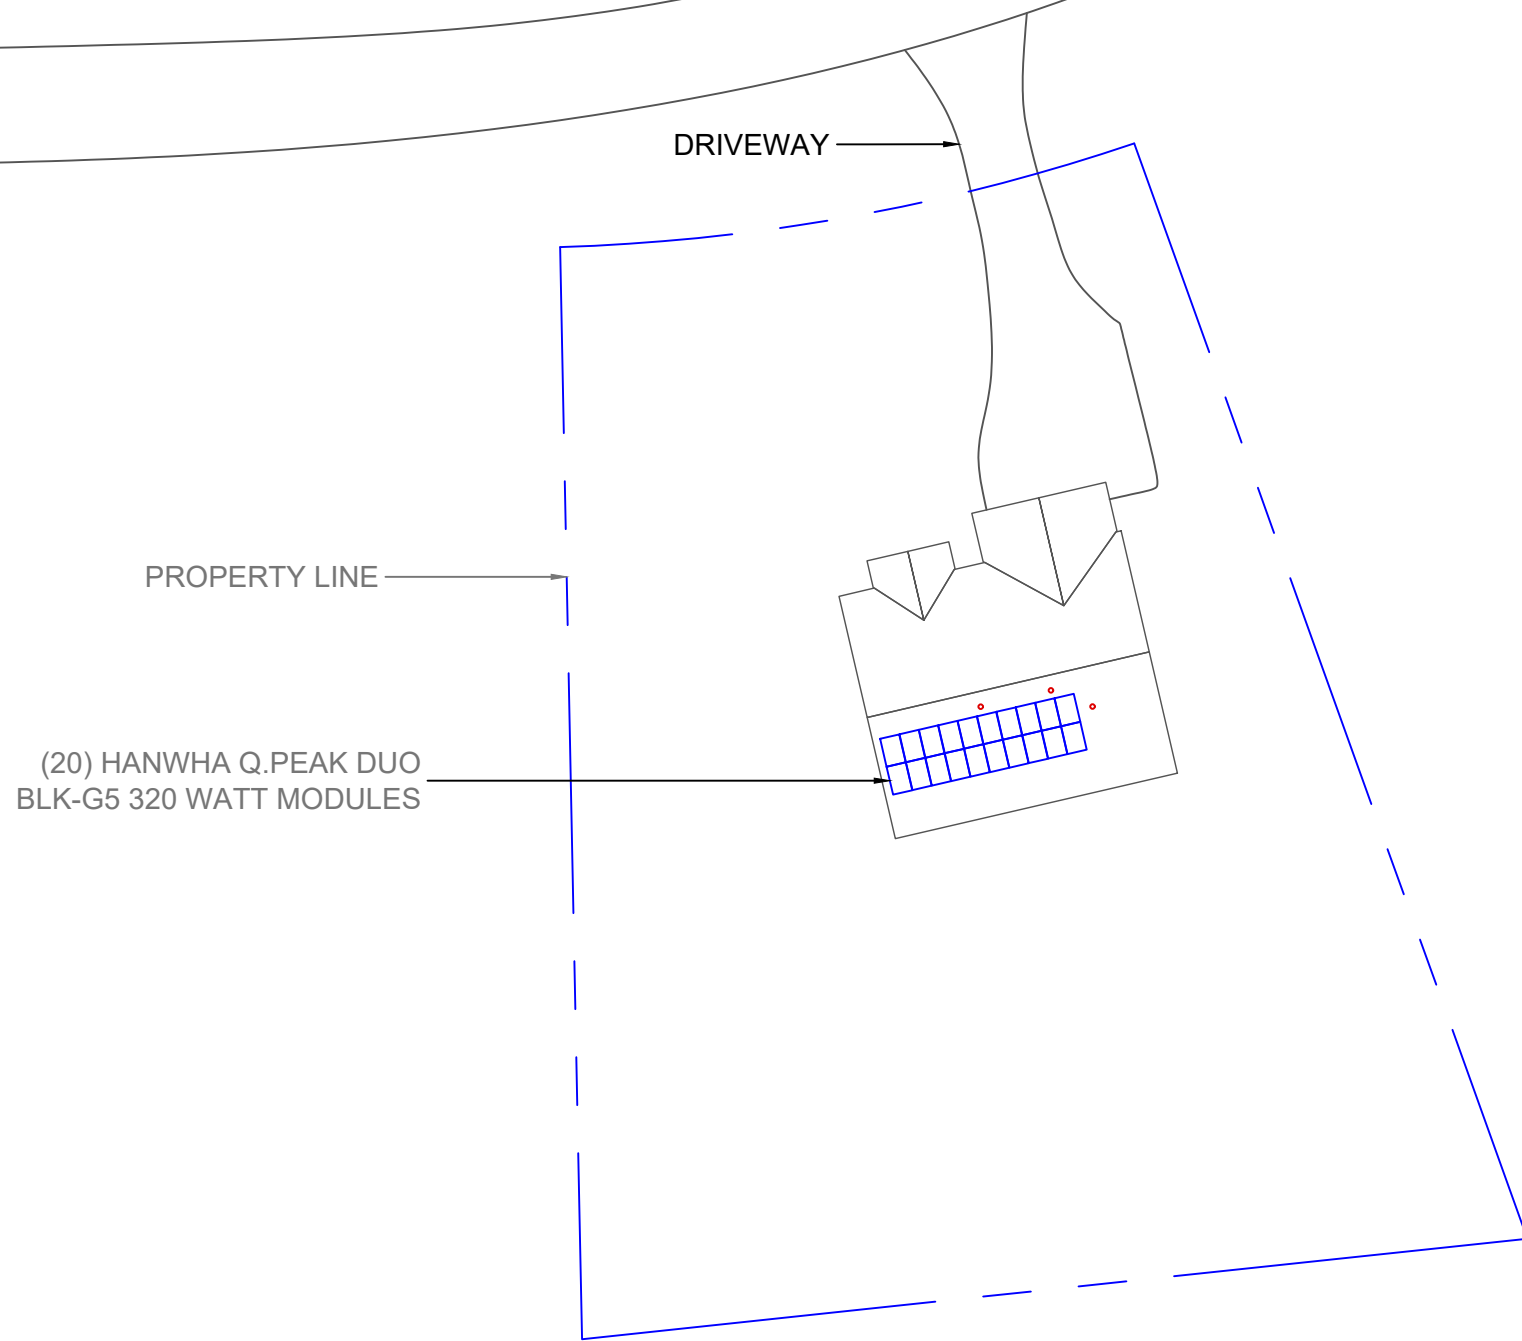 DRIVEWAY
PROPERTY LINE
(20) HANWHA Q.PEAK DUO
BLK-G5 320 WATT MODULES